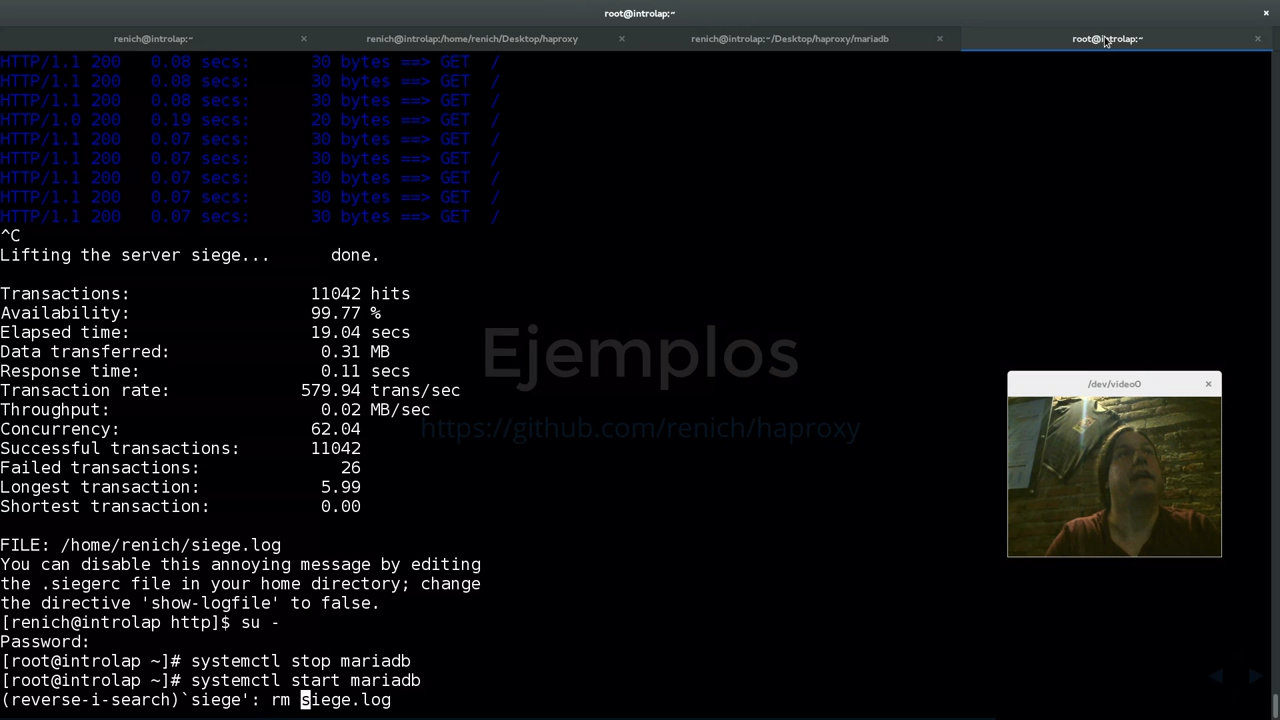 root@introlap:~
renich@introlap:~
renich@introlap:/home/renich/Desktop/haproxy
renich@introlap:~/Desktop/haproxy/mariadb
root@introlap:~
HTTP/1.1 200   0.08 secs:      30 bytes ==> GET  /
HTTP/1.1 200   0.08 secs:      30 bytes ==> GET  /
HTTP/1.1 200   0.08 secs:      30 bytes ==> GET  /
HTTP/1.0 200   0.19 secs:      20 bytes ==> GET  /
HTTP/1.1 200   0.07 secs:      30 bytes ==> GET  /
HTTP/1.1 200   0.07 secs:      30 bytes ==> GET  /
HTTP/1.1 200   0.07 secs:      30 bytes ==> GET  /
HTTP/1.1 200   0.07 secs:      30 bytes ==> GET  /
HTTP/1.1 200   0.07 secs:      30 bytes ==> GET  /
^C
Lifting the server siege...      done.
Transactions:                  11042 hits
Availability:                  99.77 %
Elapsed time:                  19.04 secs
Data transferred:               0.31 MB
Response time:                  0.11 secs
Transaction rate:             579.94 trans/sec
Throughput:                     0.02 MB/sec
Concurrency:                   62.04
Successful transactions:       11042
Failed transactions:              26
Longest transaction:            5.99
Shortest transaction:           0.00
Ejemplos
https://github.com/renich/haproxy
/dev/video0
FILE: /home/renich/siege.log
You can disable this annoying message by editing
the .siegerc file in your home directory; change
the directive 'show-logfile' to false.
[renich@introlap http]$ su -
Password:
[root@introlap ~]# systemctl stop mariadb
[root@introlap ~]# systemctl start mariadb
(reverse-i-search)`siege': rm siege.log